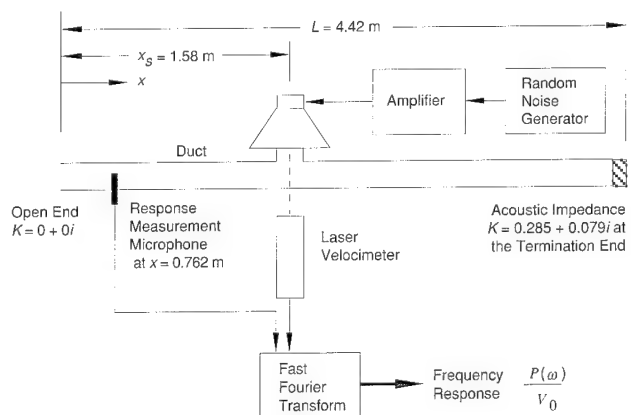 L = 4.42 m
x_S = 1.58 m
x
Amplifier
Random
Noise
Generator
Duct
Open End
K = 0 + 0i
Response
Measurement
Microphone
at x = 0.762 m
Laser
Velocimeter
Acoustic Impedance
K = 0.285 + 0.079i at
the Termination End
Fast
Fourier
Transform
Frequency
Response
P(ω)
V₀